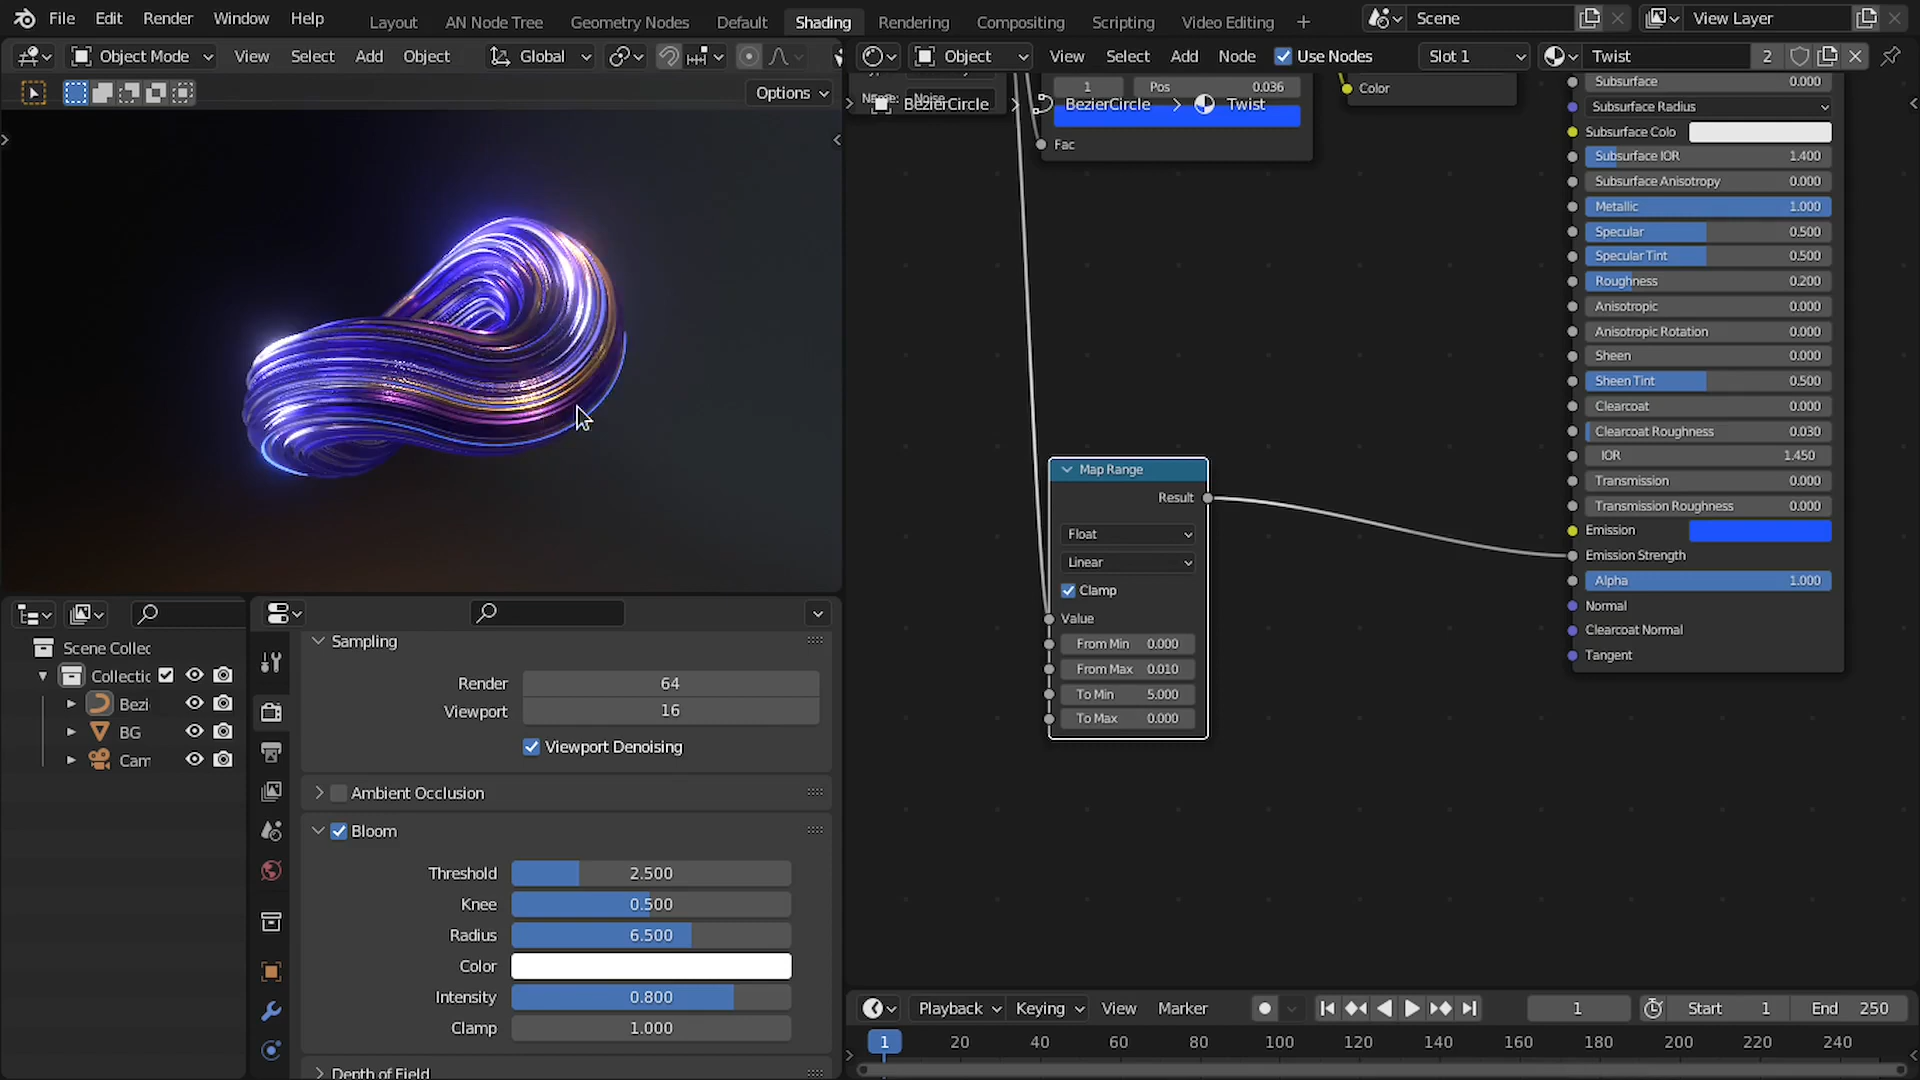 File Edit Render Window Help Layout AN Node Tree Geometry Nodes Default Shading Rendering Compositing Scripting Video Editing + Scene View Layer
Object Mode View Select Add Object Global
Object View Select Add Node Use Nodes Slot 1 Twist 2
Options
BezierCircle > BezierCircle > Twist
1 Pos 0.036
Noise
Fac
Color
Subsurface 0.000
Subsurface Radius
Subsurface Colo
Subsurface IOR 1.400
Subsurface Anisotropy 0.000
Metallic 1.000
Specular 0.500
Specular Tint 0.500
Roughness 0.200
Anisotropic 0.000
Anisotropic Rotation 0.000
Sheen 0.000
Sheen Tint 0.500
Clearcoat 0.000
Clearcoat Roughness 0.030
IOR 1.450
Transmission 0.000
Transmission Roughness 0.000
Emission
Emission Strength
Alpha 1.000
Normal
Clearcoat Normal
Tangent
Map Range
Result
Float
Linear
Clamp
Value
From Min 0.000
From Max 0.010
To Min 5.000
To Max 0.000
Scene Collec
Collectic
Bezi
BG
Cam
Sampling
Render 64
Viewport 16
Viewport Denoising
Ambient Occlusion
Bloom
Threshold 2.500
Knee 0.500
Radius 6.500
Color
Intensity 0.800
Clamp 1.000
Depth of Field
Playback Keying View Marker 1 Start 1 End 250
1 20 40 60 80 100 120 140 160 180 200 220 240